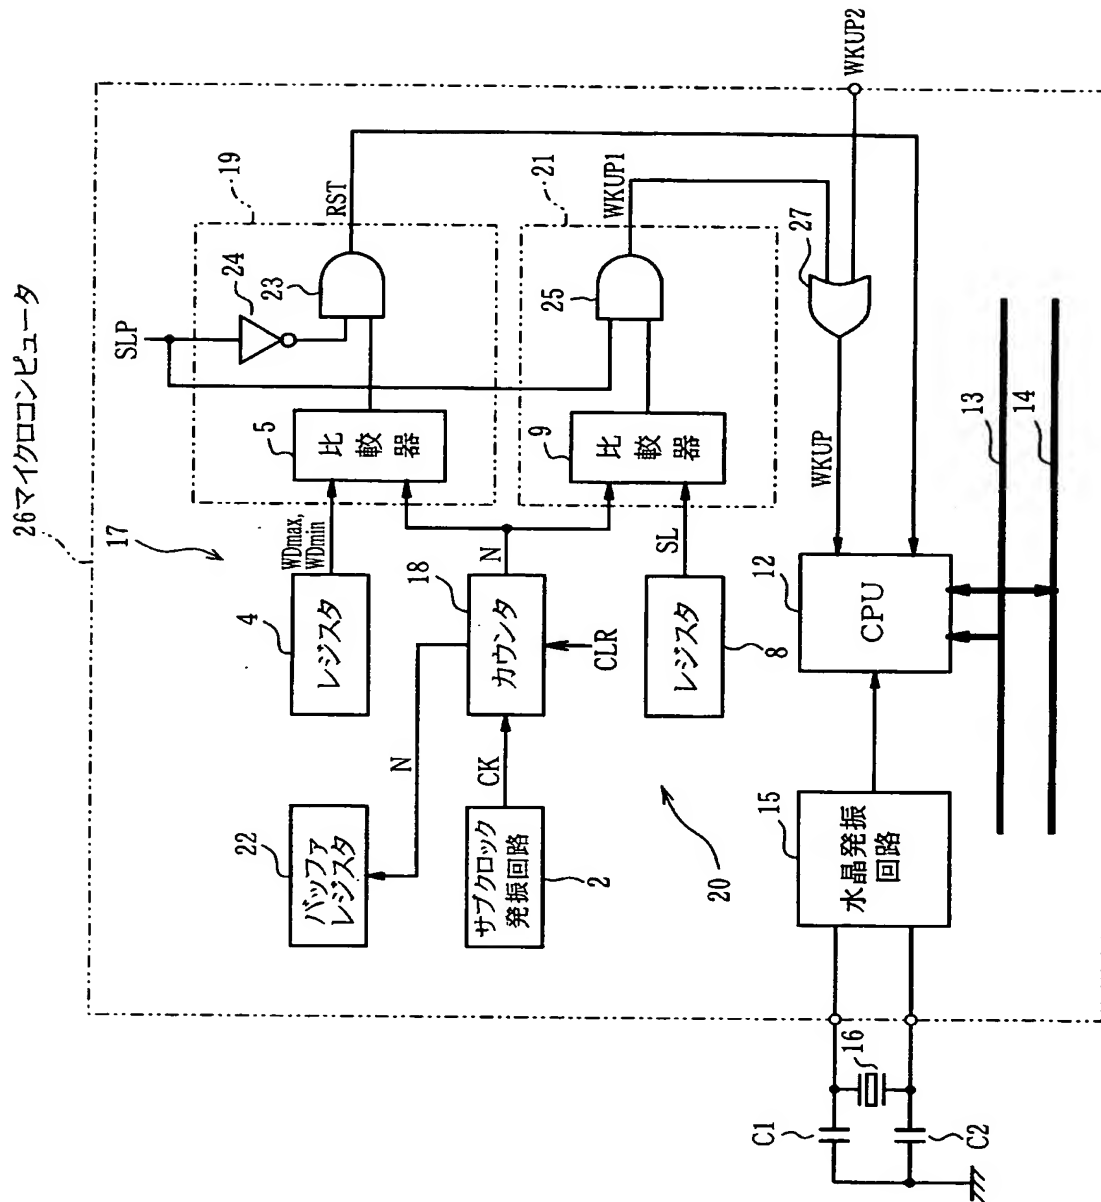 26マイクロコンピュータ
17
SLP
19
24
23
RST
21
WKUP1
25
WKUP2
27
WDmax,
WDmin
4
レジスタ
5
比較器
9
比較器
N
18
カウンタ
CLR
SL
レジスタ
8
22
バッファ
レジスタ
N
CK
サブクロック
発振回路
2
20
WKUP
12
CPU
13
14
15
水晶発振
回路
16
C1
C2